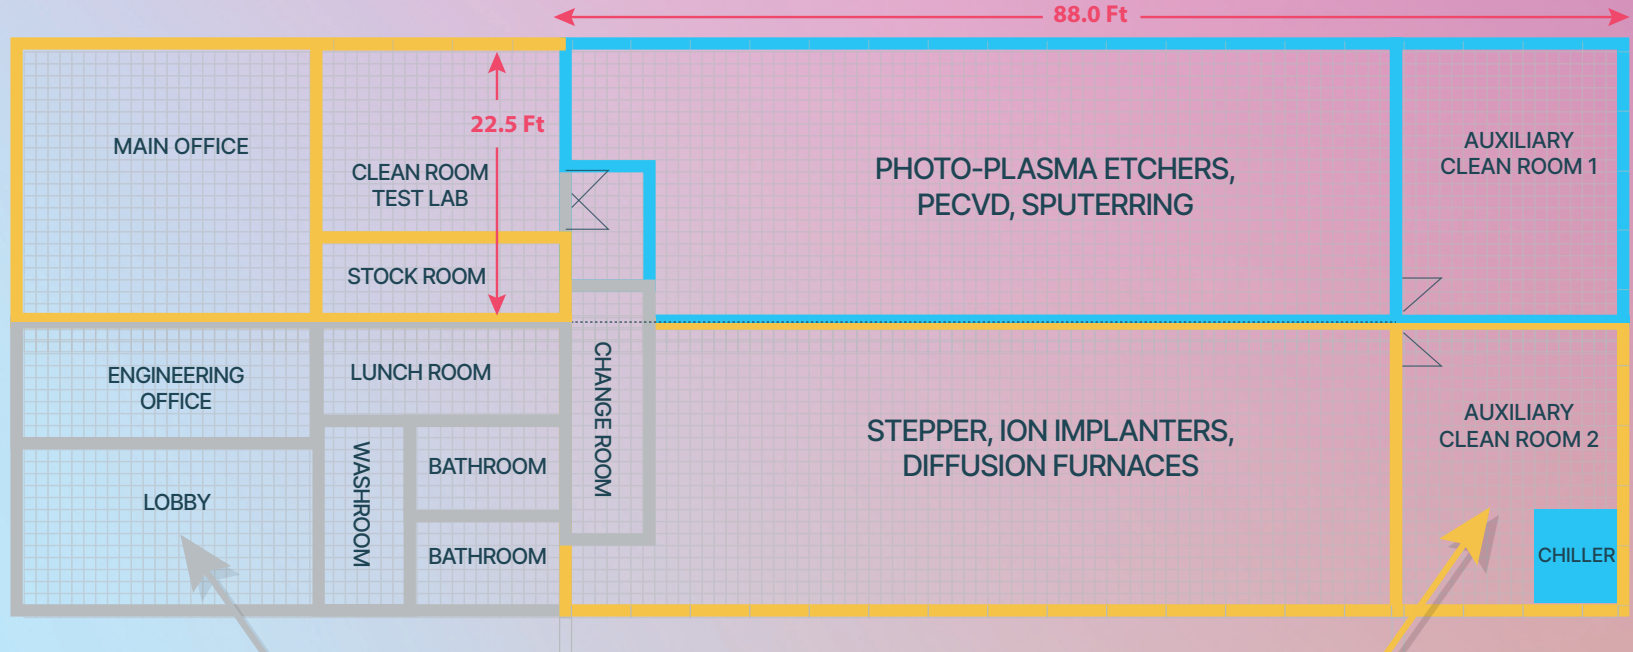 88.0 Ft
22.5 Ft
MAIN OFFICE
CLEAN ROOM
TEST LAB
STOCK ROOM
PHOTO-PLASMA ETCHERS,
PECVD, SPUTERRING
AUXILIARY
CLEAN ROOM 1
ENGINEERING
OFFICE
LUNCH ROOM
LOBBY
WASHROOM
BATHROOM
BATHROOM
CHANGE ROOM
STEPPER, ION IMPLANTERS,
DIFFUSION FURNACES
AUXILIARY
CLEAN ROOM 2
CHILLER